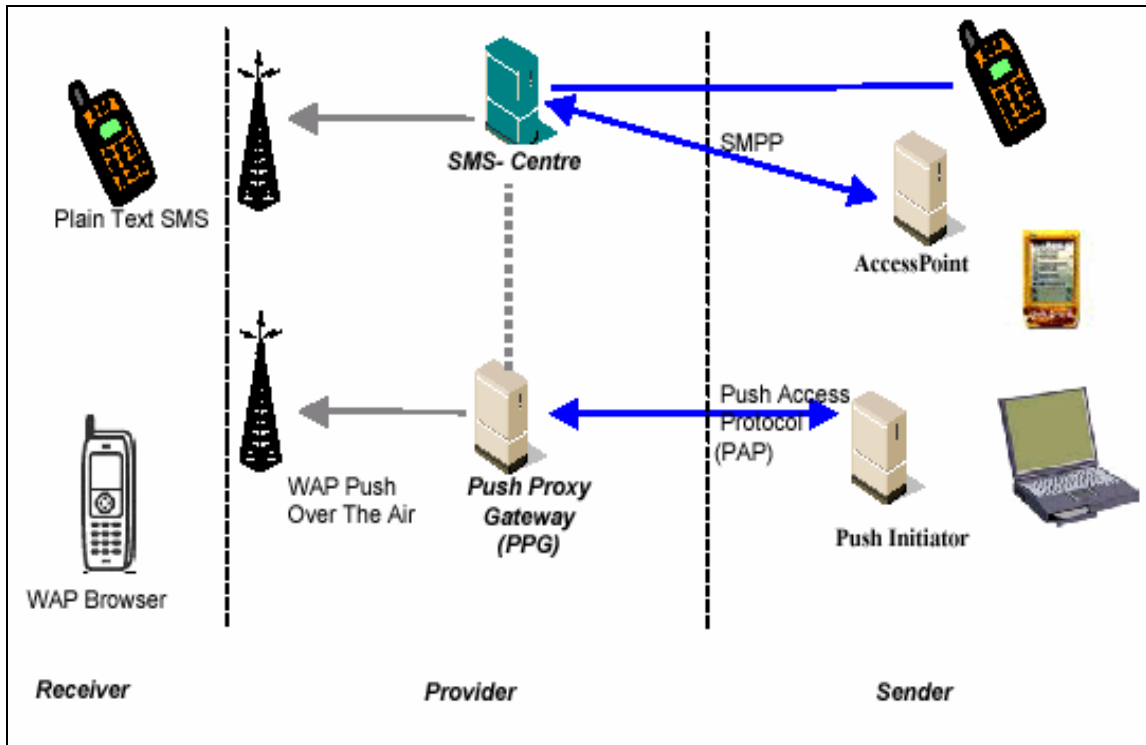 SMPP
SMS- Centre
Plain Text SMS
AccessPoint
Push Access
Protocol
(PAP)
WAP Push
Over The Air
Push Proxy
Gateway
(PPG)
Push Initiator
WAP Browser
Receiver
Provider
Sender